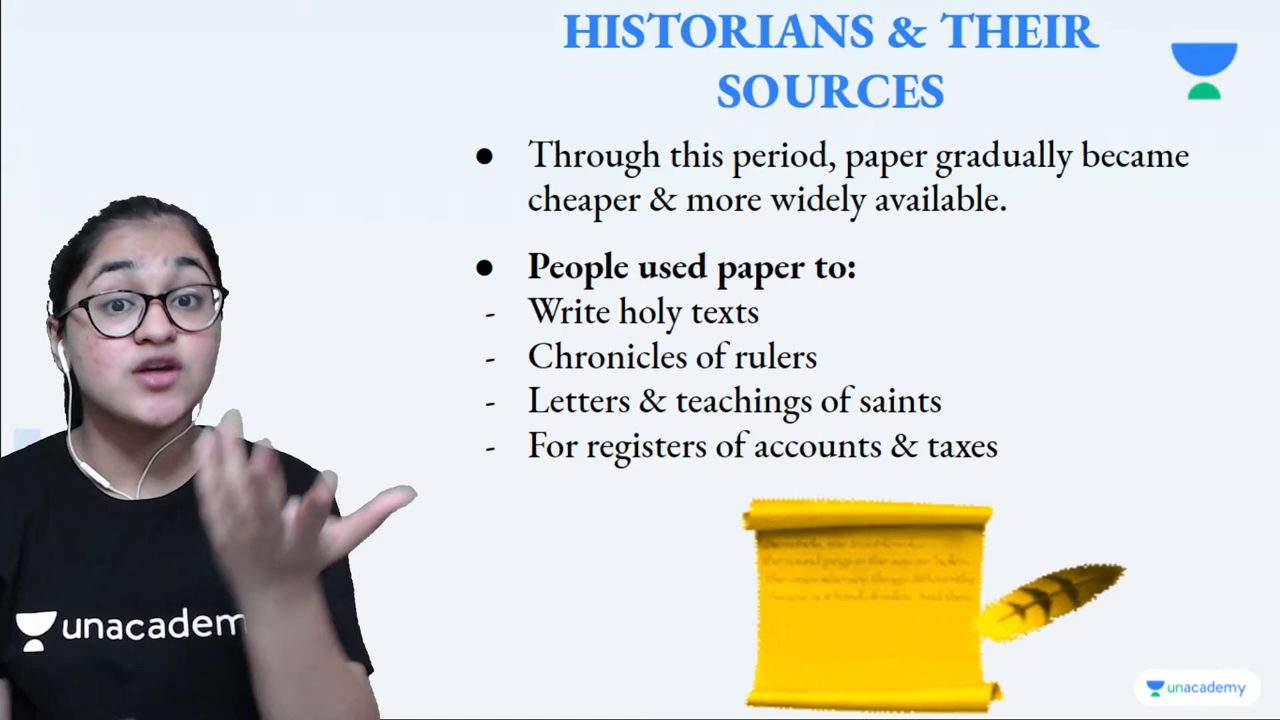 HISTORIANS & THEIR
SOURCES
● Through this period, paper gradually became
cheaper & more widely available.
● People used paper to:
- Write holy texts
- Chronicles of rulers
- Letters & teachings of saints
- For registers of accounts & taxes
unacadem
unacademy